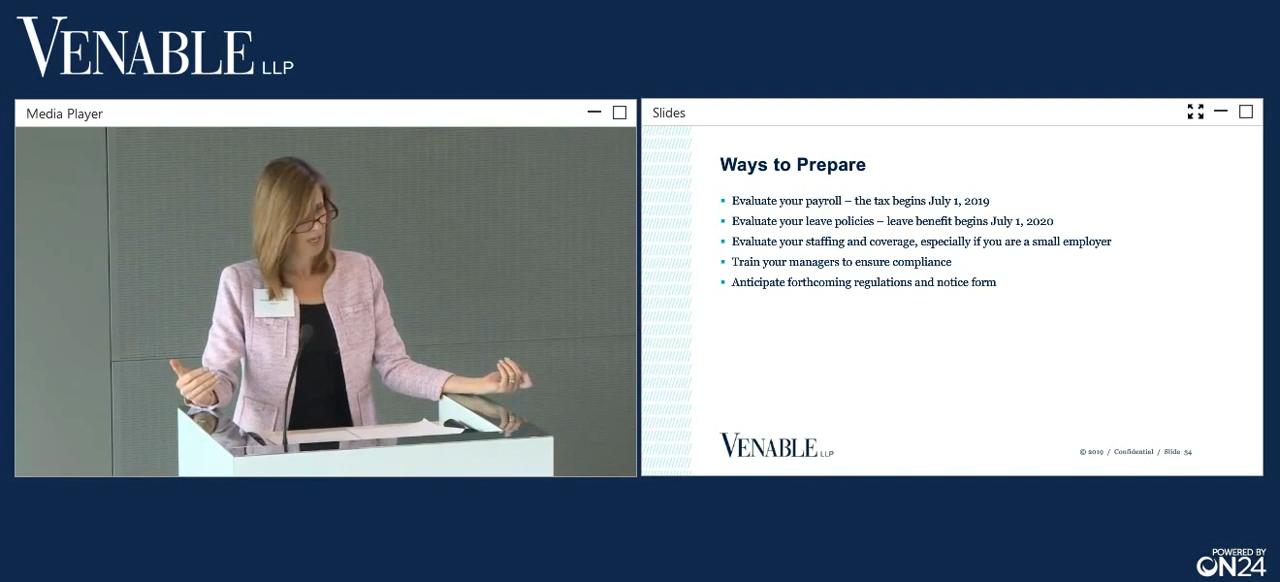 VENABLE LLP
Media Player
Slides
Ways to Prepare
Evaluate your payroll – the tax begins July 1, 2019
Evaluate your leave policies – leave benefit begins July 1, 2020
Evaluate your staffing and coverage, especially if you are a small employer
Train your managers to ensure compliance
Anticipate forthcoming regulations and notice form
VENABLE LLP
© 2019 / Confidential / Slide 34
POWERED BY
ON24